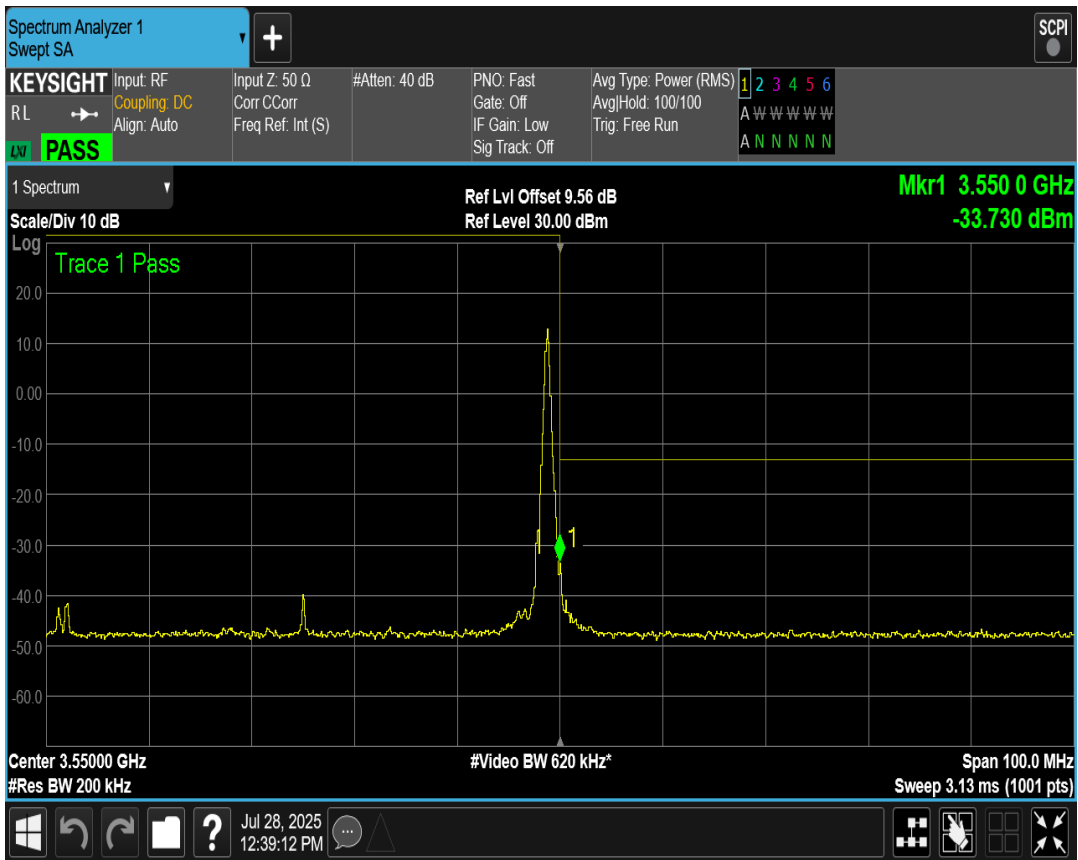 Spectrum Analyzer 1
Swept SA
SCPI
KEYSIGHT
RL
LXI PASS
Input: RF
Coupling: DC
Align: Auto
Input Z: 50 Ω
Corr CCorr
Freq Ref: Int (S)
#Atten: 40 dB
PNO: Fast
Gate: Off
IF Gain: Low
Sig Track: Off
Avg Type: Power (RMS)
Avg|Hold: 100/100
Trig: Free Run
1 2 3 4 5 6
A W W W W W
A N N N N N
1 Spectrum
Scale/Div 10 dB
Ref Lvl Offset 9.56 dB
Ref Level 30.00 dBm
Mkr1 3.550 0 GHz
-33.730 dBm
Log
Trace 1 Pass
20.0
10.0
0.00
-10.0
-20.0
-30.0
1
-40.0
-50.0
-60.0
Center 3.55000 GHz
#Res BW 200 kHz
#Video BW 620 kHz*
Span 100.0 MHz
Sweep 3.13 ms (1001 pts)
?
Jul 28, 2025
12:39:12 PM